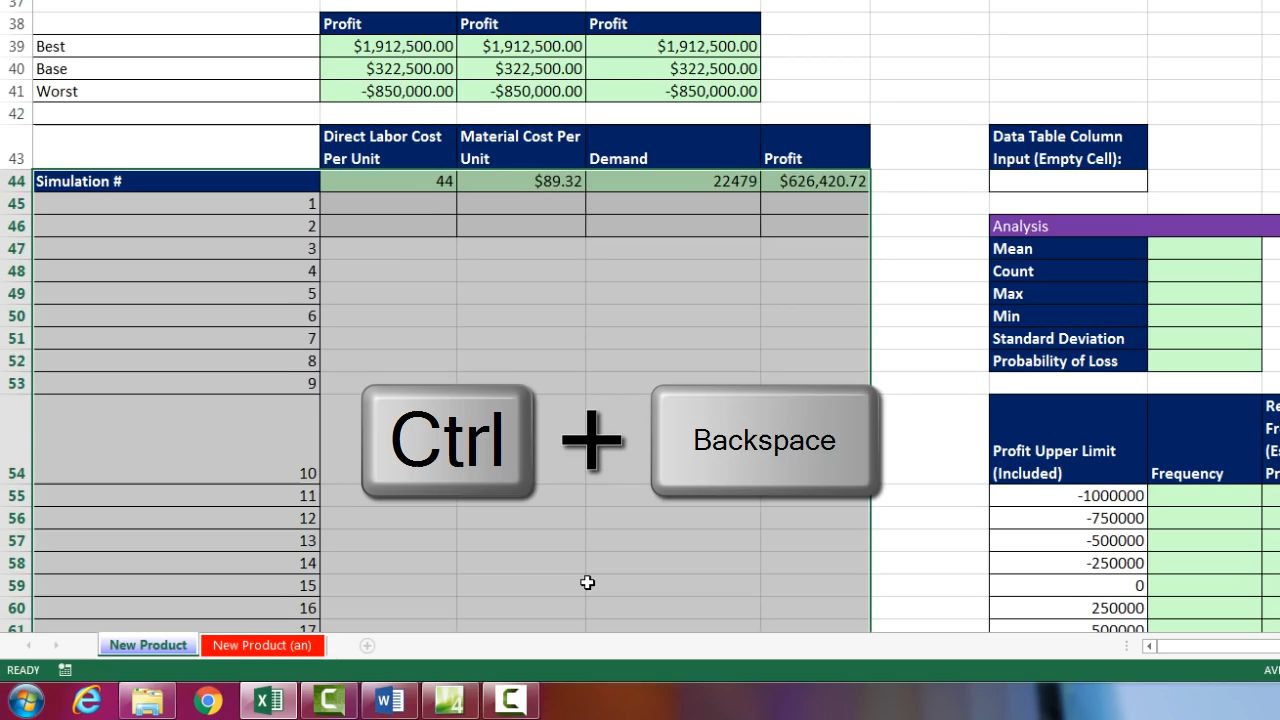 37
38 Profit Profit Profit
39 Best $1,912,500.00 $1,912,500.00 $1,912,500.00
40 Base $322,500.00 $322,500.00 $322,500.00
41 Worst -$850,000.00 -$850,000.00 -$850,000.00
42
Direct Labor Cost Material Cost Per Data Table Column
43 Per Unit Unit Demand Profit Input (Empty Cell):
44 Simulation # 44 $89.32 22479 $626,420.72
45 1
46 2 Analysis
47 3 Mean
48 4 Count
49 5 Max
50 6 Min
51 7 Standard Deviation
52 8 Probability of Loss
53 9
Ctrl + Backspace
Profit Upper Limit
54 10 (Included) Frequency
55 11 -1000000
56 12 -750000
57 13 -500000
58 14 -250000
59 15 0
60 16 250000
61 17 500000
New Product New Product (an)
READY
W 4 C